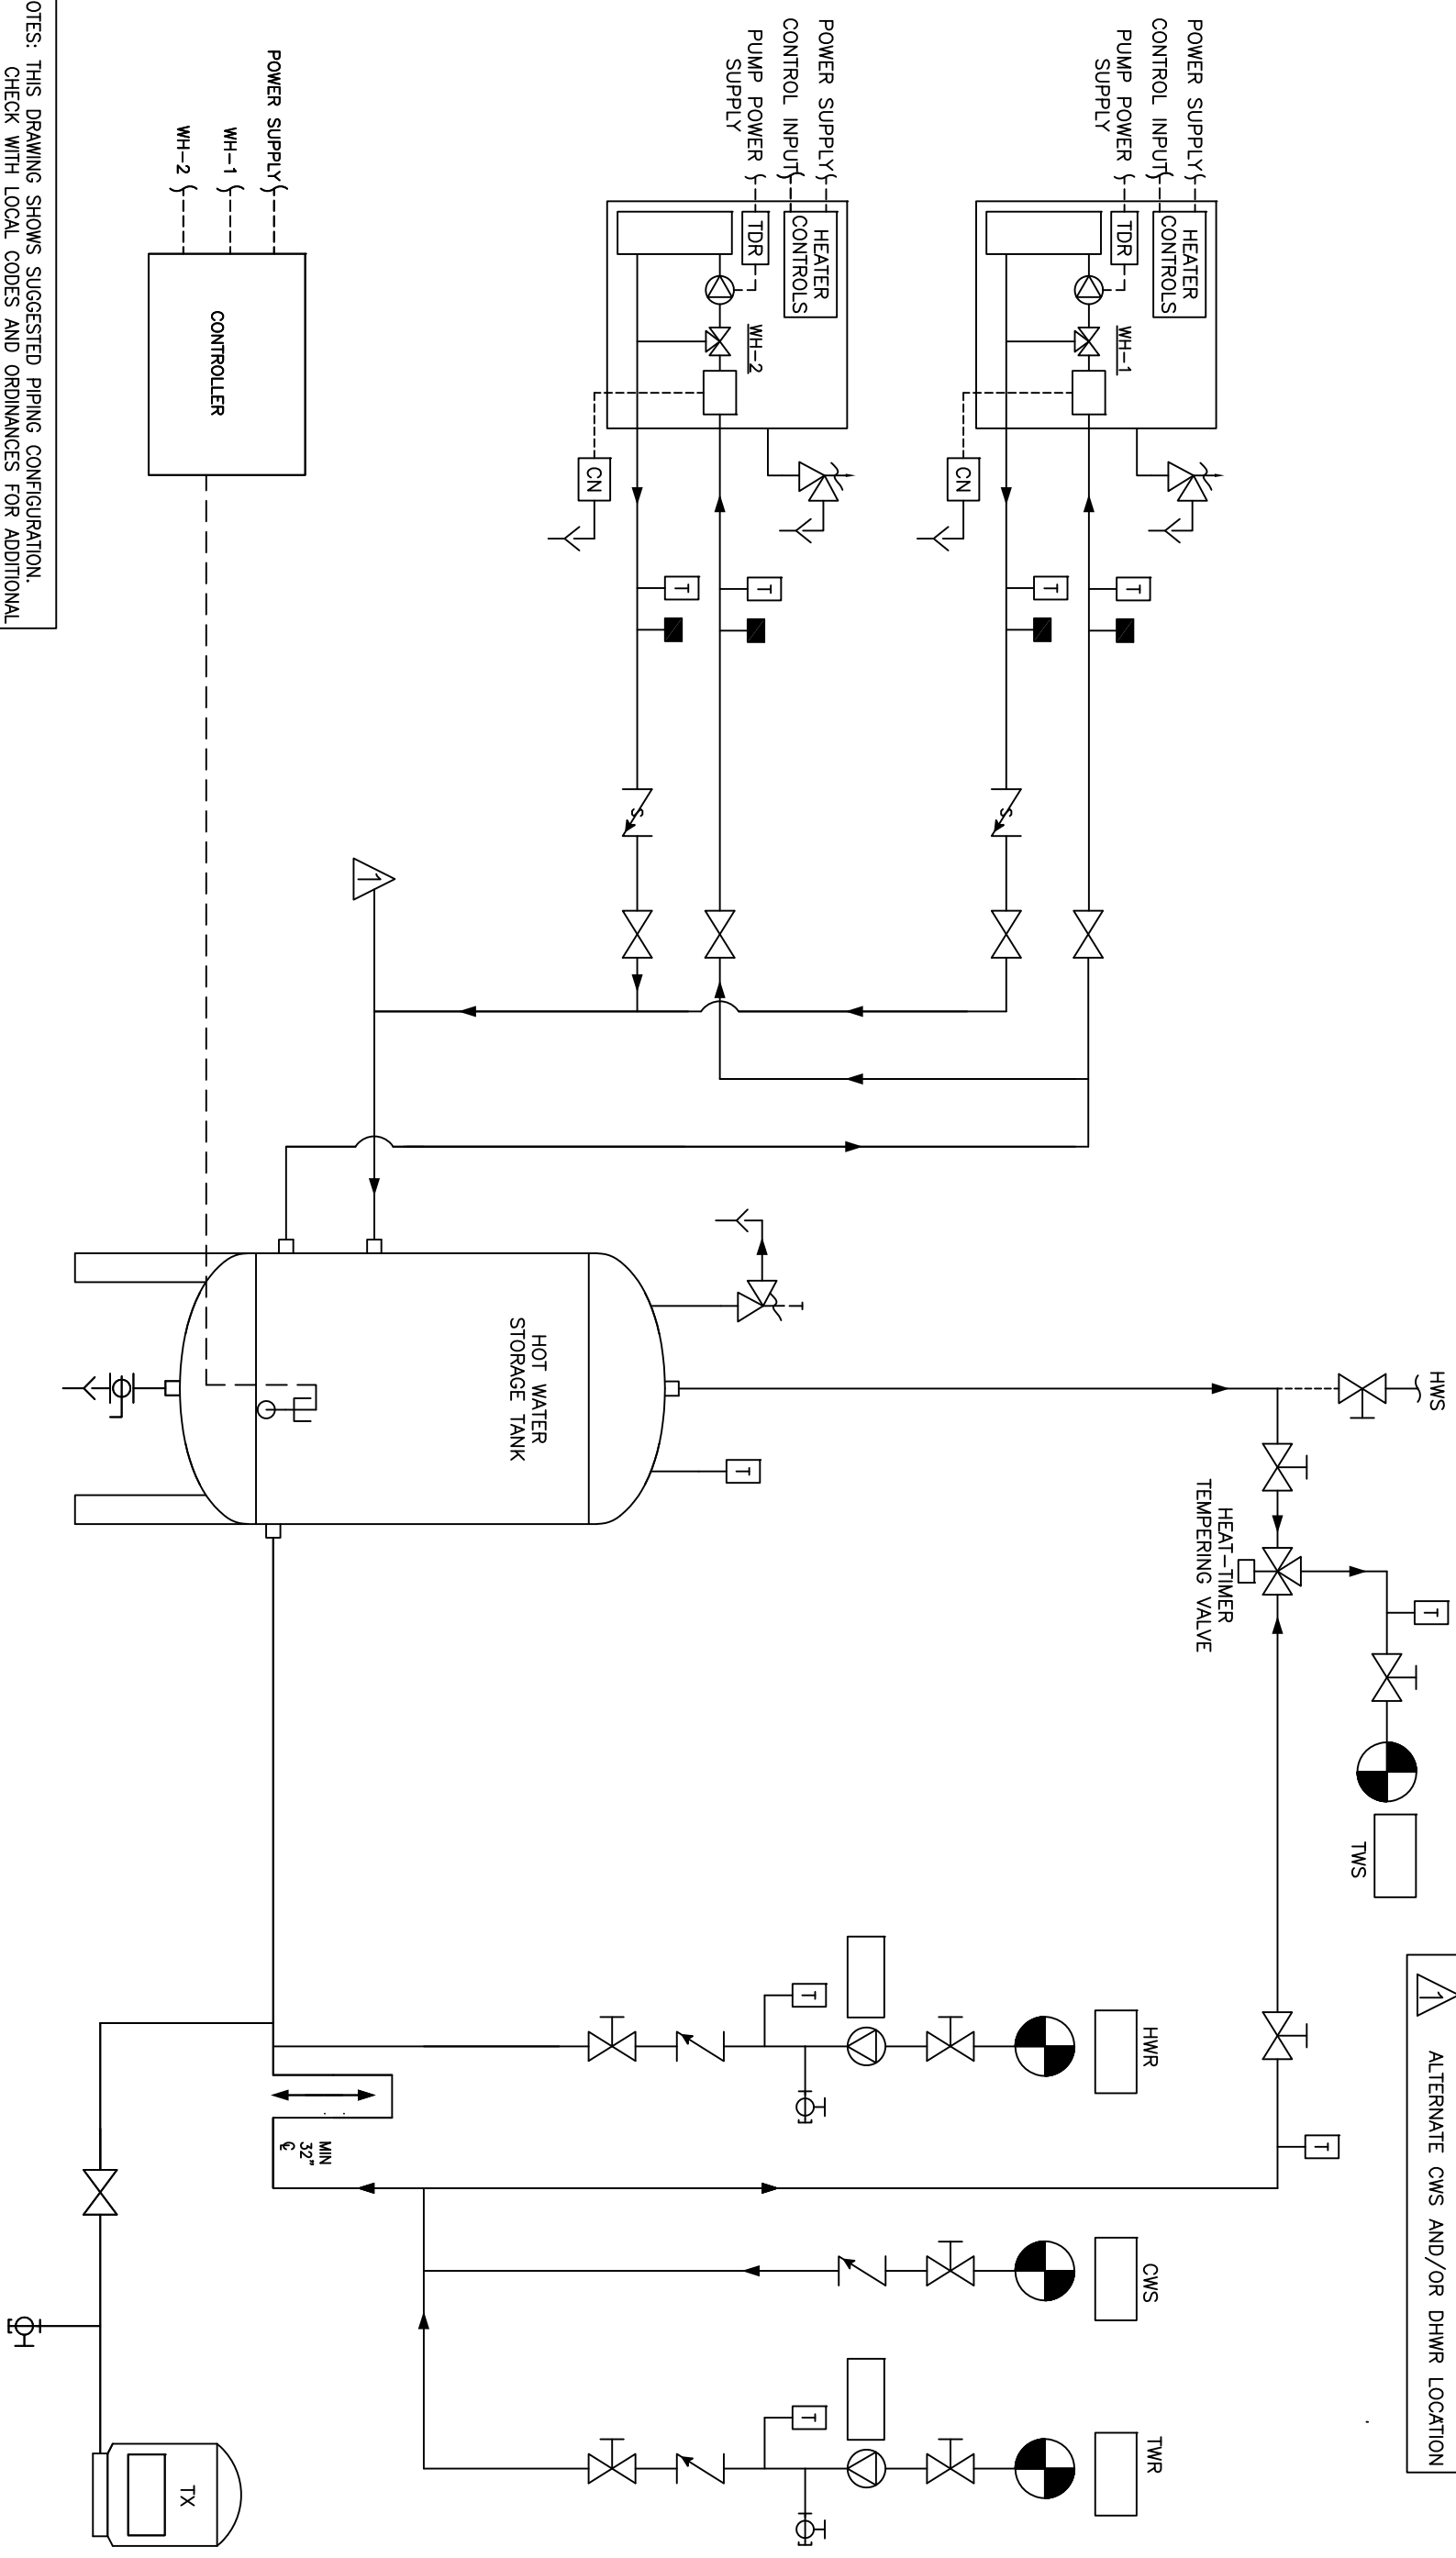 HWS
HEAT-TIMER
TEMPERING VALVE
T
TWS
1
ALTERNATE CWS AND/OR DHWR LOCATION
POWER SUPPLY
CONTROL INPUT
PUMP POWER
SUPPLY
HEATER
CONTROLS
TDR
WH-1
CN
T
T
HWR
T
CWS
TWR
T
T
POWER SUPPLY
CONTROL INPUT
PUMP POWER
SUPPLY
HEATER
CONTROLS
TDR
WH-2
CN
T
T
S
S
1
T
T
HOT WATER
STORAGE TANK
MIN
32"
℄
TX
POWER SUPPLY
WH-1
WH-2
CONTROLLER
OTES: THIS DRAWING SHOWS SUGGESTED PIPING CONFIGURATION.
CHECK WITH LOCAL CODES AND ORDINANCES FOR ADDITIONAL